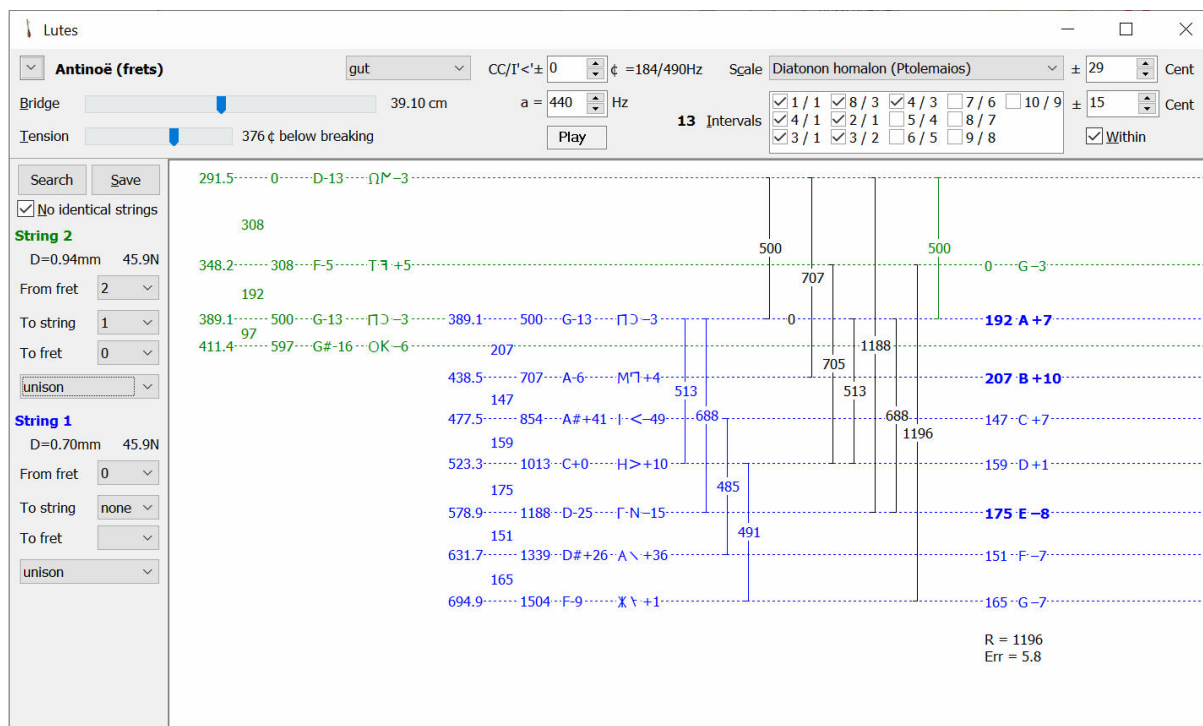 Lutes
Antinoë (frets) gut CC/I'<'± 0 ¢ =184/490Hz Scale Diatonon homalon (Ptolemaios) ± 29 Cent
Bridge 39.10 cm a = 440 Hz 13 Intervals 1 / 1 8 / 3 4 / 3 7 / 6 10 / 9 ± 15 Cent
4 / 1 2 / 1 5 / 4 8 / 7
Tension 376 ¢ below breaking Play 3 / 1 3 / 2 6 / 5 9 / 8 Within
Search Save
No identical strings
String 2
D=0.94mm 45.9N
From fret 2
To string 1
To fret 0
unison
String 1
D=0.70mm 45.9N
From fret 0
To string none
To fret
unison
291.5 0 D-13 −3
308
348.2 308 F-5 +5 0 G−3
192
389.1 500 G-13 −3 389.1 500 G-13 −3 0 192 A+7
97
411.4 597 G#-16 −6
207
438.5 707 A-6 +4 207 B+10
147
477.5 854 A#+41 I <−49 147 C+7
159
523.3 1013 C+0 H> +10 159 D+1
175
578.9 1188 D-25 Γ N −15 175 E−8
151
631.7 1339 D#+26 A \ +36 151 F−7
165
694.9 1504 F-9 +1 165 G−7
500
707
500
1188
705
513
513
688
688
1196
485
491
R = 1196
Err = 5.8